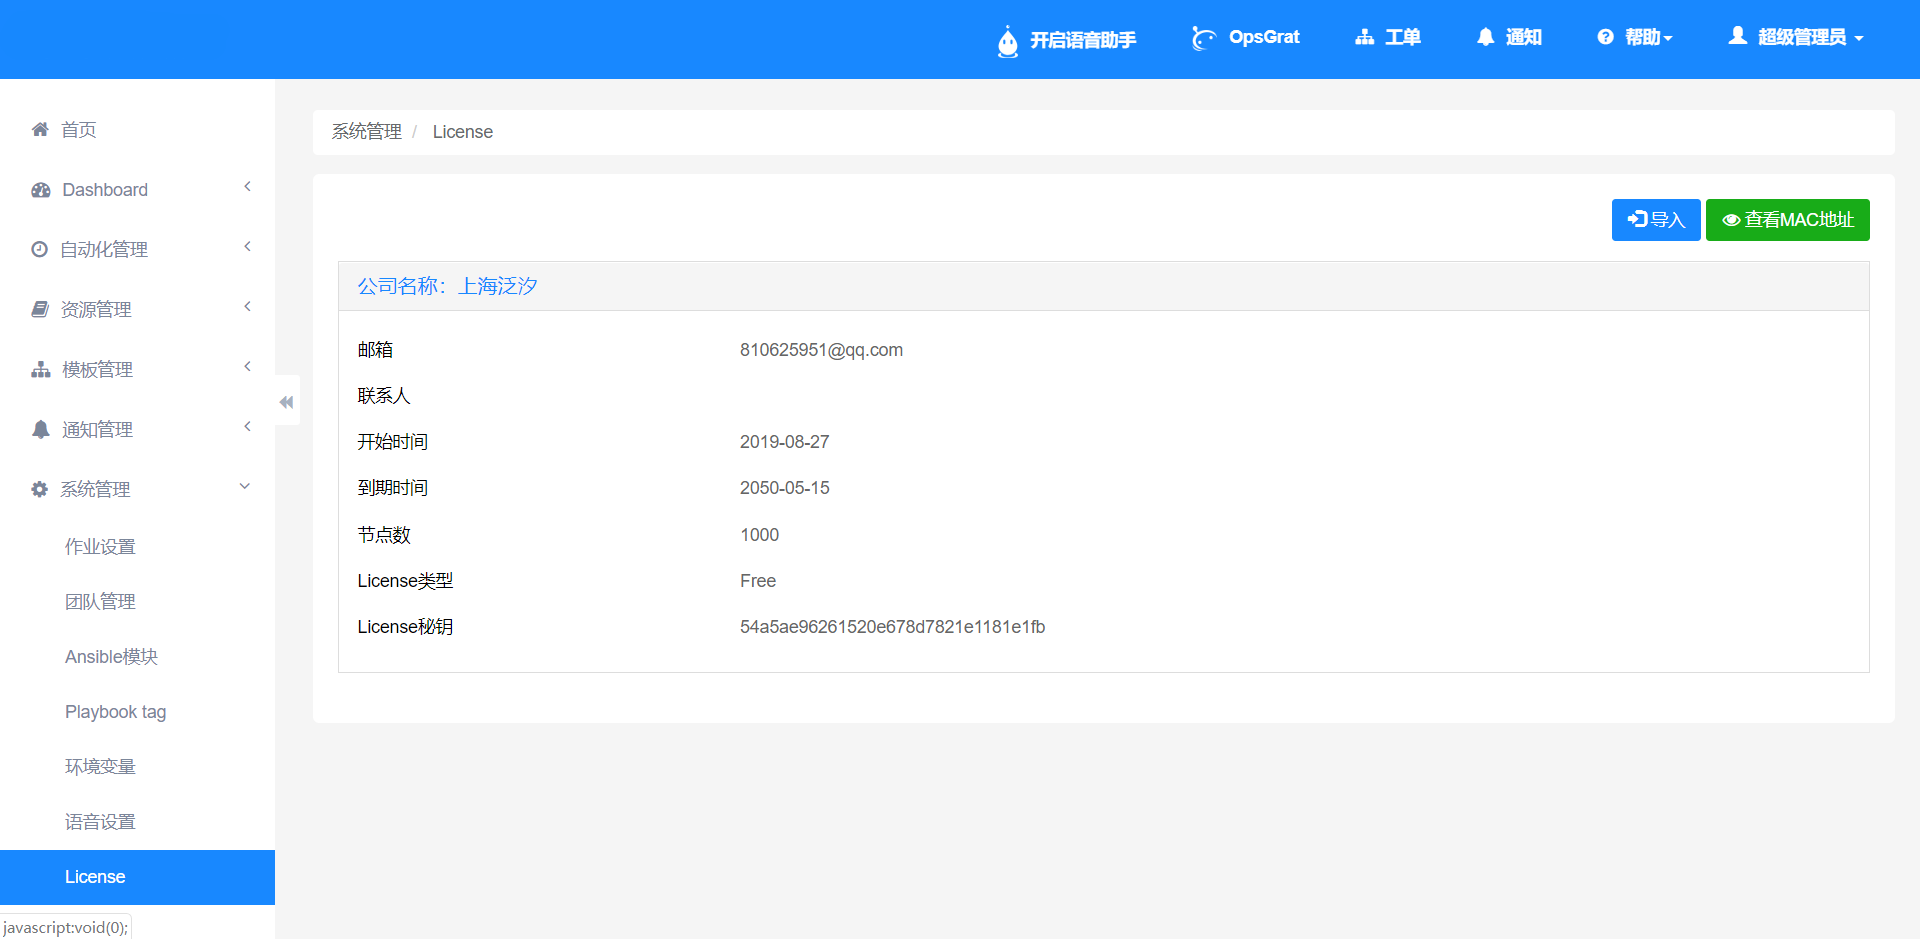 开启语音助手 OpsGrat 工单 通知 帮助 超级管理员
首页
Dashboard
自动化管理
资源管理
模板管理
通知管理
系统管理
作业设置
团队管理
Ansible模块
Playbook tag
环境变量
语音设置
License
javascript:void(0);
系统管理 / License
导入 查看MAC地址
公司名称：上海泛汐
邮箱 810625951@qq.com
联系人
开始时间 2019-08-27
到期时间 2050-05-15
节点数 1000
License类型 Free
License秘钥 54a5ae96261520e678d7821e1181e1fb